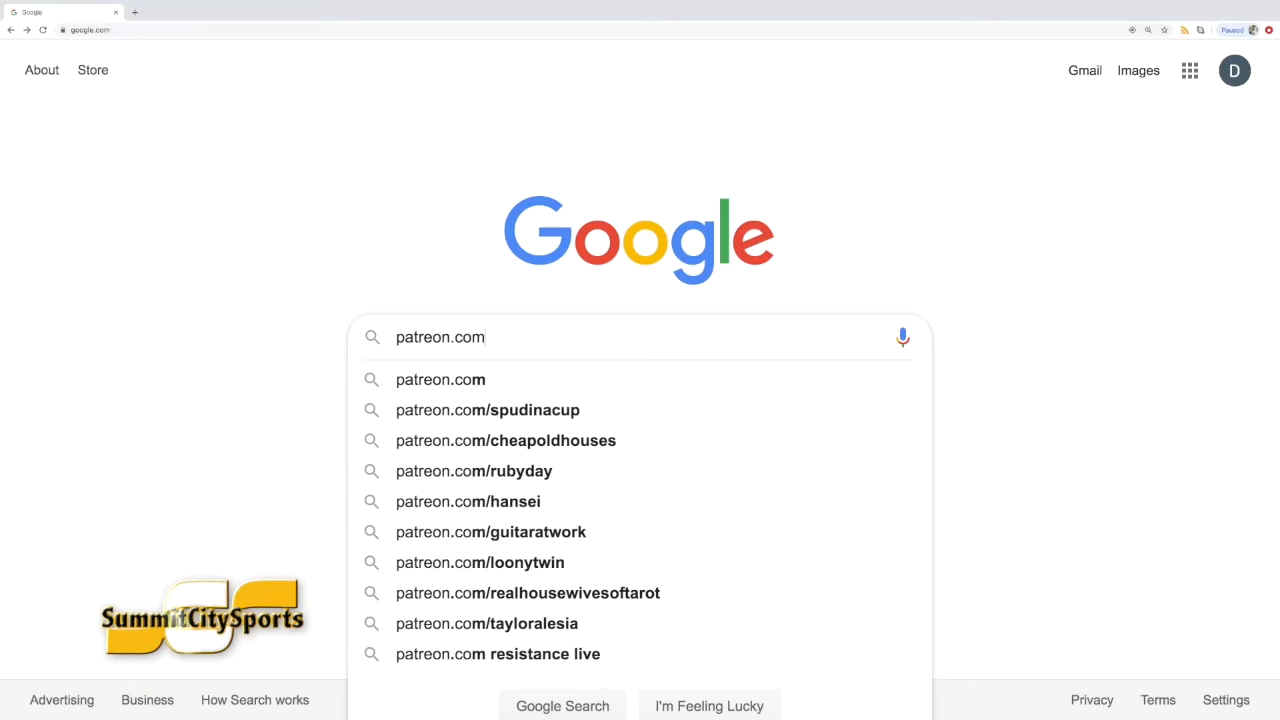 Google
google.com
Paused
About Store
Gmail Images D
Google
patreon.com
patreon.com
patreon.com/spudinacup
patreon.com/cheapoldhouses
patreon.com/rubyday
patreon.com/hansei
patreon.com/guitaratwork
patreon.com/loonytwin
patreon.com/realhousewivesoftarot
patreon.com/tayloralesia
patreon.com resistance live
SummitCitySports
Google Search I'm Feeling Lucky
Advertising Business How Search works
Privacy Terms Settings